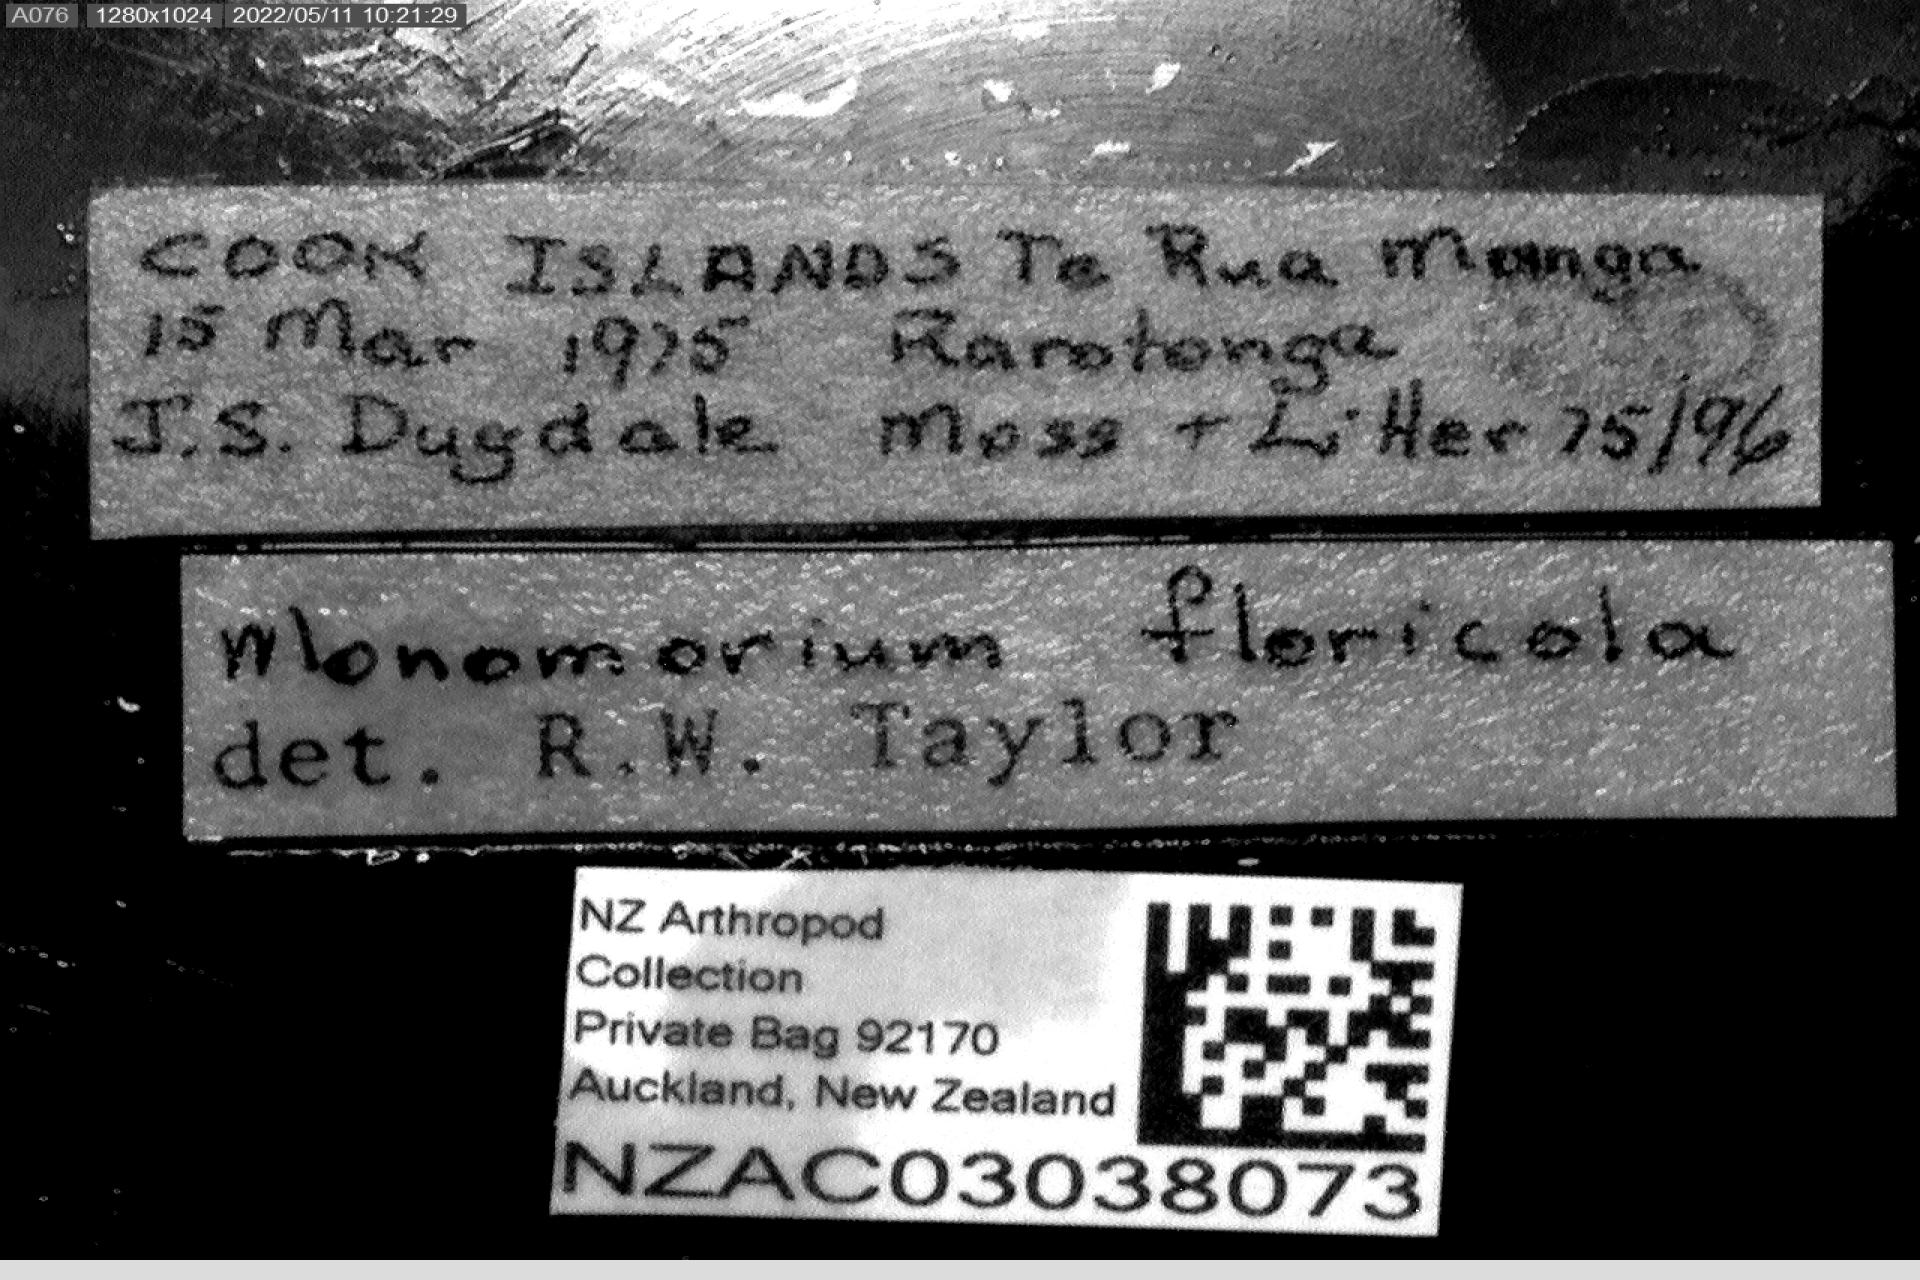 A076 1280x1024 2022/05/11 10:21:29
COOK ISLANDS Te Rua Manga
15 Mar 1975 Rarotonga
J.S. Dugdale Moss + Litter 75/96
Monomorium floricola
det. R.W. Taylor
NZ Arthropod
Collection
Private Bag 92170
Auckland, New Zealand
NZAC03038073